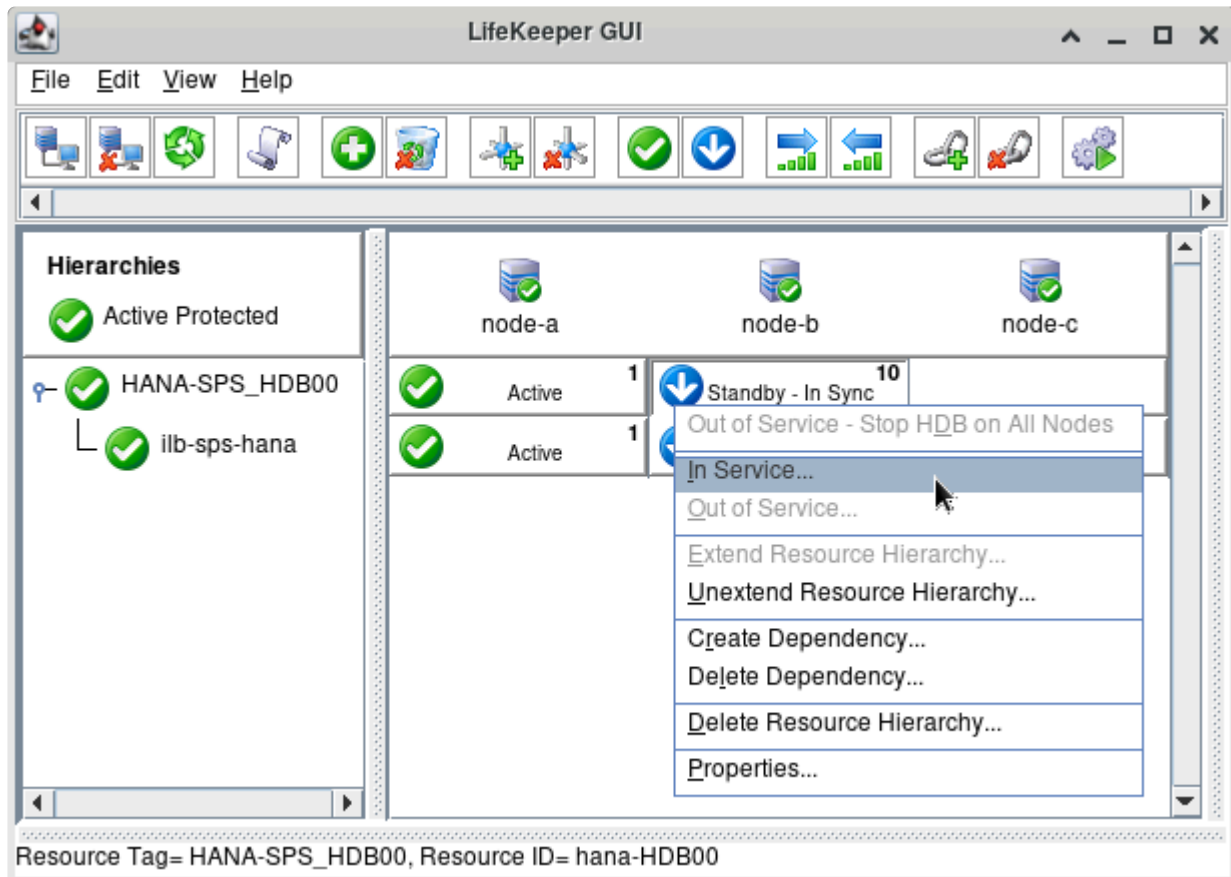 LifeKeeper GUI
File Edit View Help
Hierarchies
Active Protected
node-a node-b node-c
HANA-SPS_HDB00
Active 1
Standby - In Sync 10
ilb-sps-hana
Active 1
Out of Service - Stop HDB on All Nodes
In Service...
Out of Service...
Extend Resource Hierarchy...
Unextend Resource Hierarchy...
Create Dependency...
Delete Dependency...
Delete Resource Hierarchy...
Properties...
Resource Tag= HANA-SPS_HDB00, Resource ID= hana-HDB00